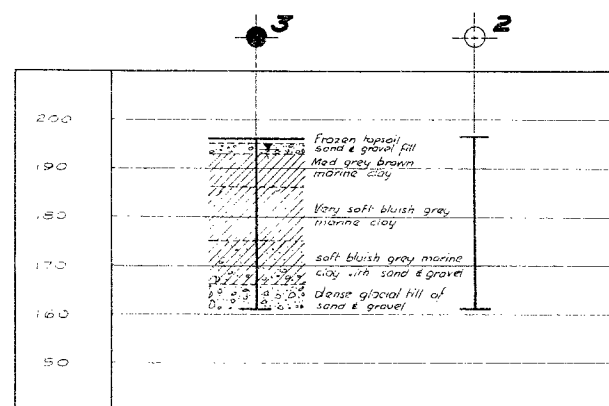 3
2
200
Frozen topsoil
sand & gravel fill
190
Med grey brown
marine clay
180
Very soft bluish grey
marine clay
soft bluish grey marine
170
clay with sand & gravel
dense glacial till of
sand & gravel
160
50